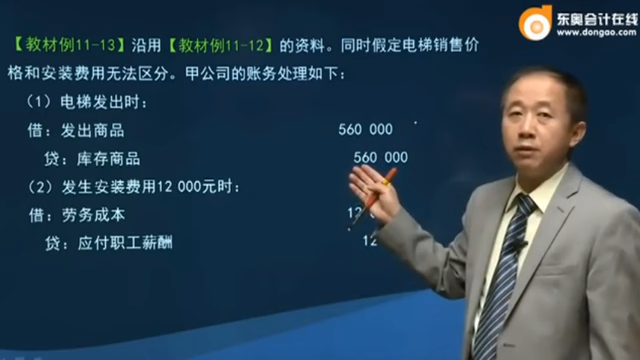 东奥会计在线
www.dongao.com
【教材例11-13】沿用【教材例11-12】的资料。同时假定电梯销售价
格和安装费用无法区分。甲公司的账务处理如下：
（1）电梯发出时：
借：发出商品 560 000
贷：库存商品 560 000
（2）发生安装费用12 000元时：
借：劳务成本
贷：应付职工薪酬 12